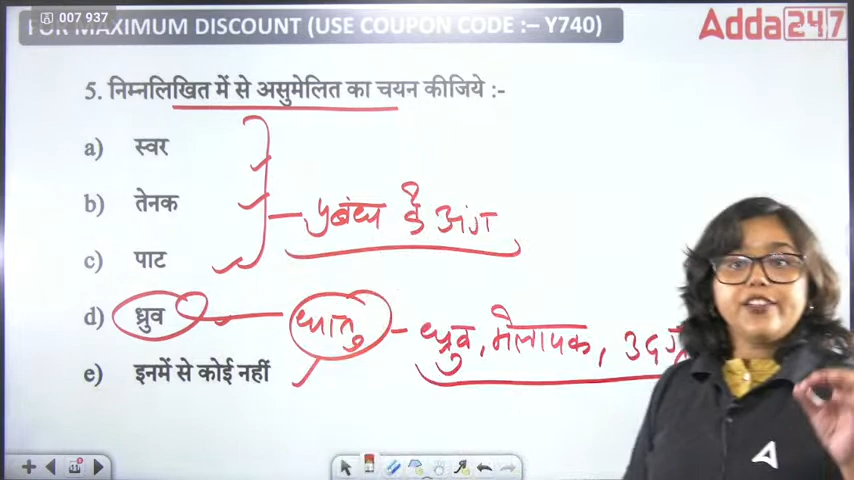 007 937
FOR MAXIMUM DISCOUNT (USE COUPON CODE :– Y740)
Adda247
5. निम्नलिखित में से असुमेलित का चयन कीजिये :-
a) स्वर
b) तेनक
प्रबंध के अंग
c) पाट
d) ध्रुव
धातु – ध्रुव, मेलापक,
e) इनमें से कोई नहीं